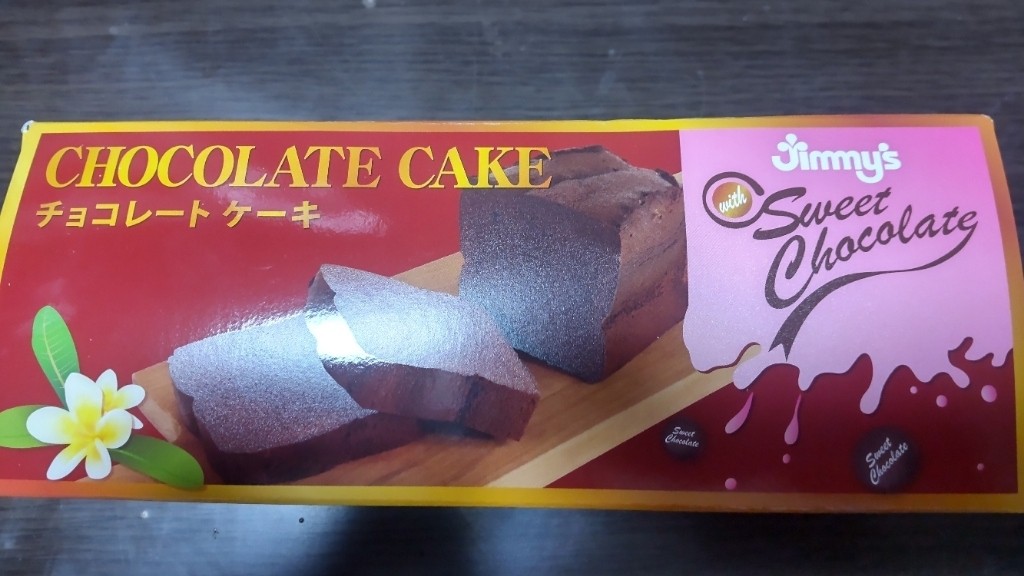 CHOCOLATE CAKE
チョコレートケーキ
Jimmy's
with
Sweet
Chocolate
Sweet
Chocolate
Sweet
Chocolate